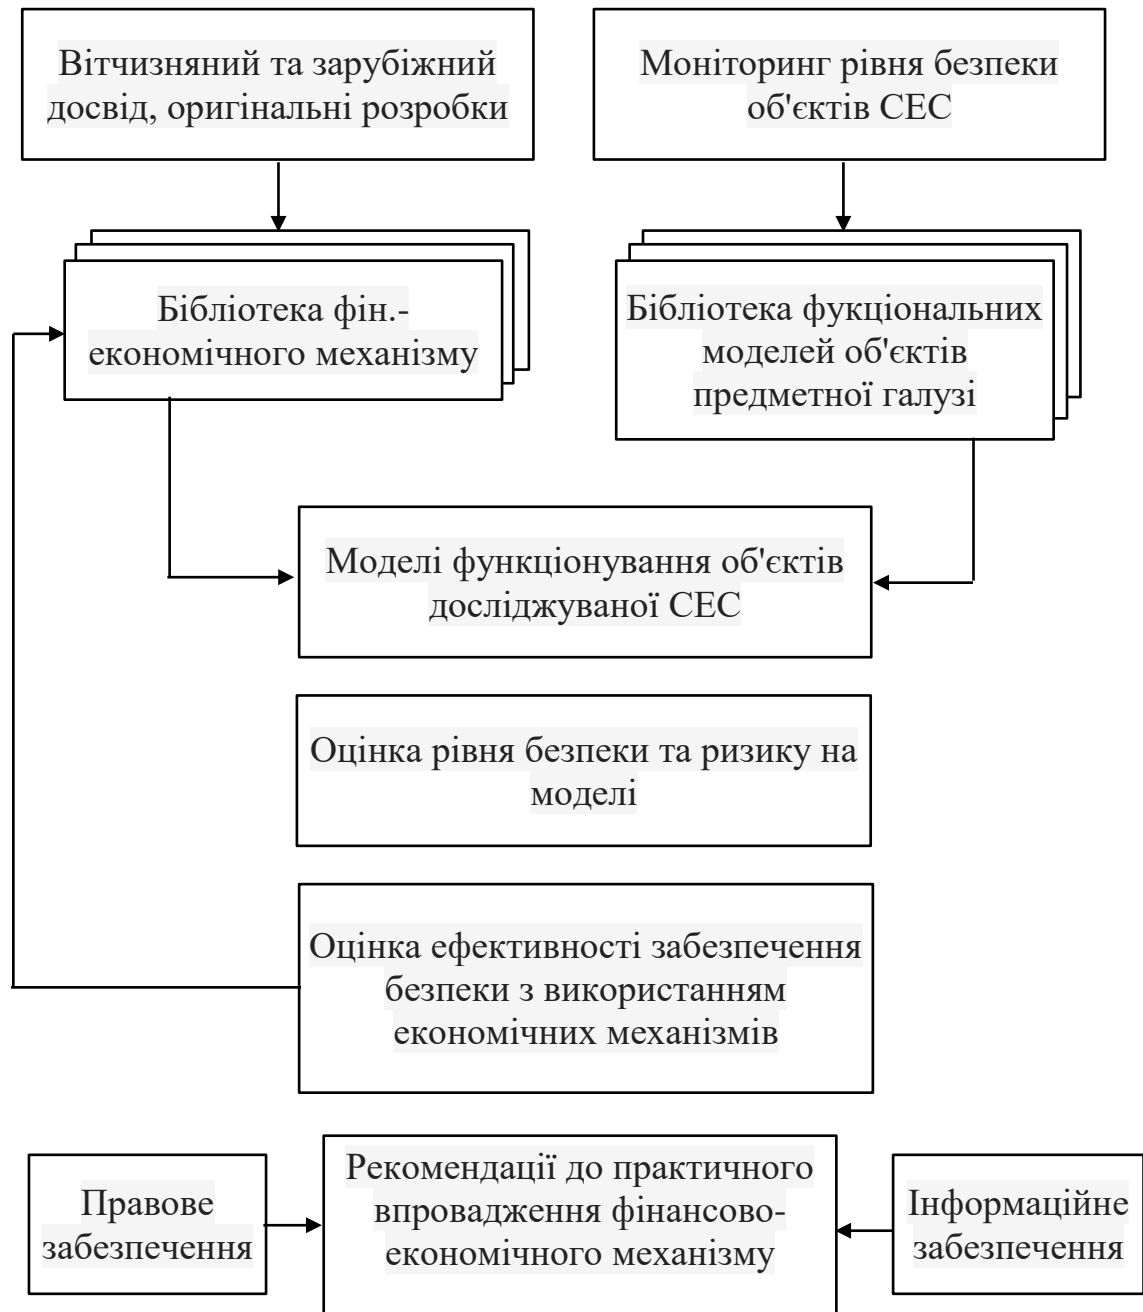 Вітчизняний та зарубіжний
досвід, оригінальні розробки
Моніторинг рівня безпеки
об'єктів СЕС
Бібліотека фін.-
економічного механізму
Бібліотека фукціональних
моделей об'єктів
предметної галузі
Моделі функціонування об'єктів
досліджуваної СЕС
Оцінка рівня безпеки та ризику на
моделі
Оцінка ефективності забезпечення
безпеки з використанням
економічних механізмів
Правове
забезпечення
Рекомендації до практичного
впровадження фінансово-
економічного механізму
Інформаційне
забезпечення